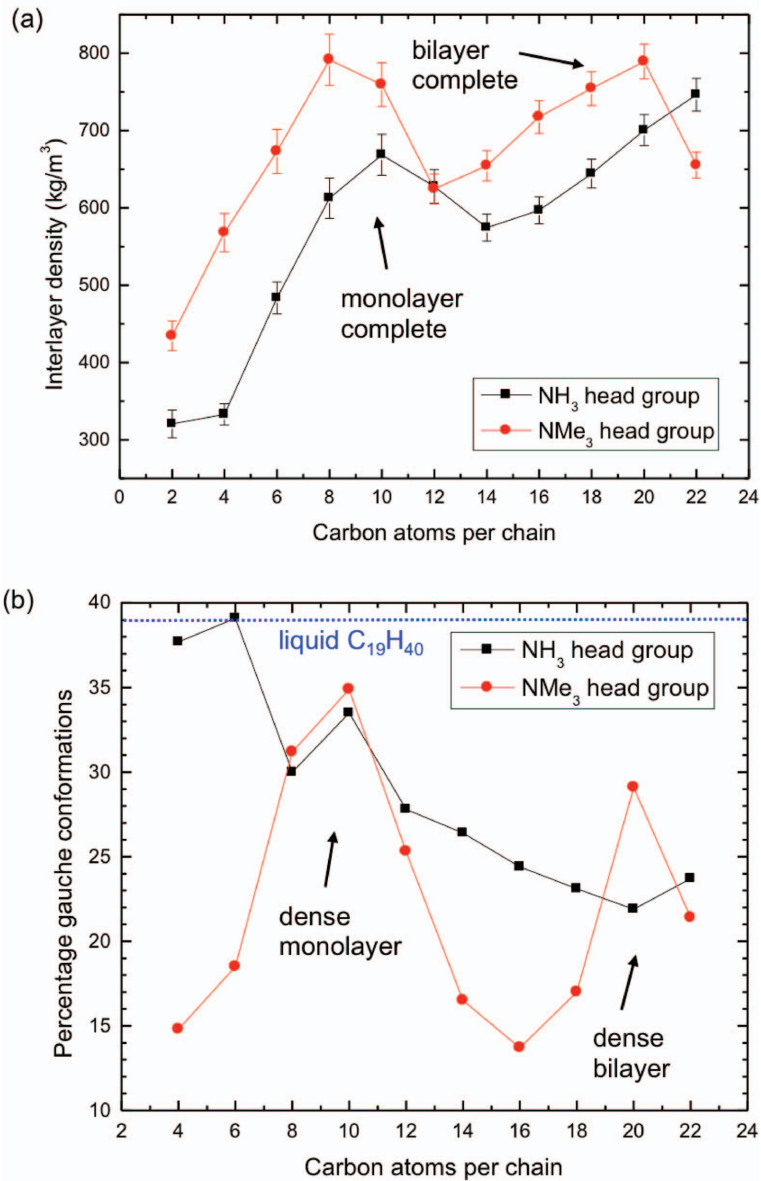 (a)
800
700
600
500
400
300
Interlayer density (kg/m³)
bilayer
complete
monolayer
complete
NH₃ head group
NMe₃ head group
0 2 4 6 8 10 12 14 16 18 20 22 24
Carbon atoms per chain
(b)
40
35
30
25
20
15
10
Percentage gauche conformations
liquid C₁₉H₄₀
NH₃ head group
NMe₃ head group
dense
monolayer
dense
bilayer
2 4 6 8 10 12 14 16 18 20 22 24
Carbon atoms per chain